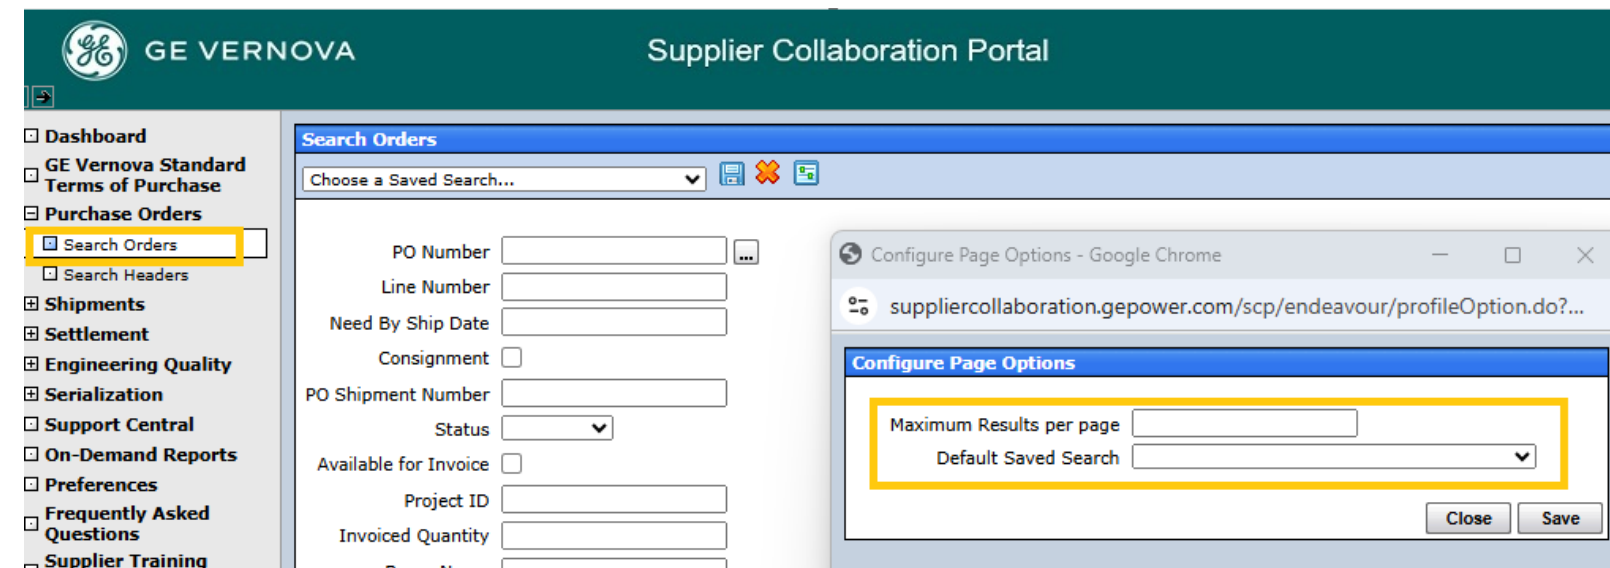 GE VERNOVA
Supplier Collaboration Portal
Dashboard
GE Vernova Standard
Terms of Purchase
Purchase Orders
Search Orders
Search Headers
Shipments
Settlement
Engineering Quality
Serialization
Support Central
On-Demand Reports
Preferences
Frequently Asked
Questions
Supplier Training
Search Orders
Choose a Saved Search...
PO Number
...
Line Number
Need By Ship Date
Consignment
PO Shipment Number
Status
Available for Invoice
Project ID
Invoiced Quantity
Configure Page Options - Google Chrome
suppliercollaboration.gepower.com/scp/endeavour/profileOption.do?...
Configure Page Options
Maximum Results per page
Default Saved Search
Close Save